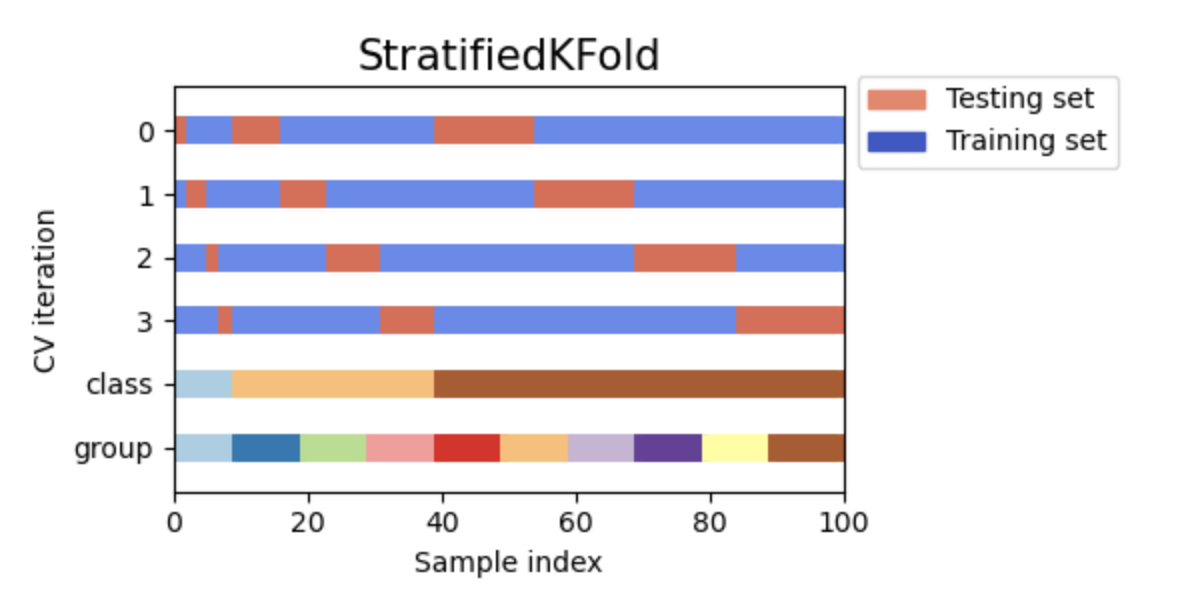 StratifiedKFold
Testing set
Training set
CV iteration
0
1
2
3
class
group
0 20 40 60 80 100
Sample index